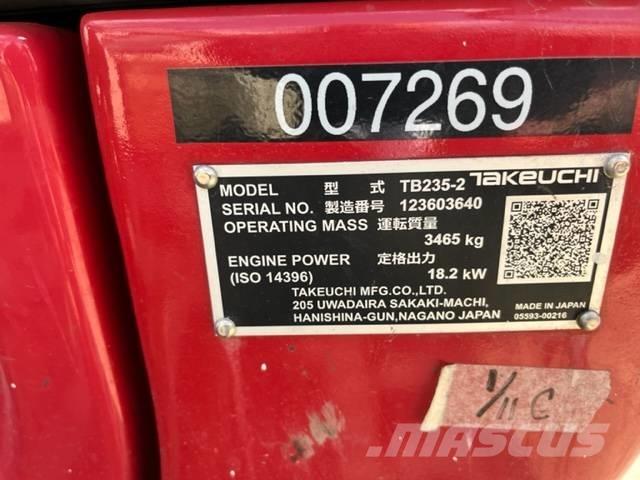 007269
MODEL 型 式 TB235-2 TAKEUCHI
SERIAL NO. 製造番号 123603640
OPERATING MASS 運転質量
3465 kg
ENGINE POWER 定格出力
(ISO 14396) 18.2 kW
TAKEUCHI MFG.CO.,LTD.
205 UWADAIRA SAKAKI-MACHI,
HANISHINA-GUN,NAGANO JAPAN
MADE IN JAPAN
05593-00216
1/11 C
MASCUS